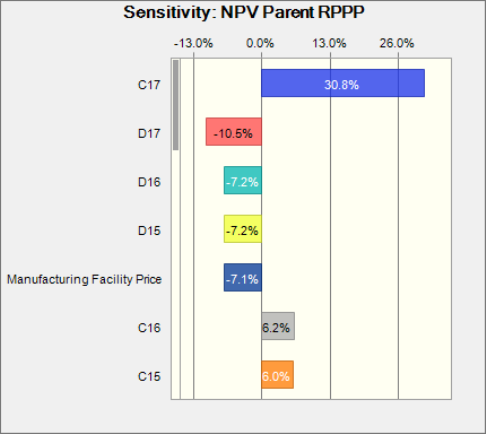 Sensitivity: NPV Parent RPPP
-13.0% 0.0% 13.0% 26.0%
C17 30.8%
D17 -10.5%
D16 -7.2%
D15 -7.2%
Manufacturing Facility Price -7.1%
C16 6.2%
C15 6.0%